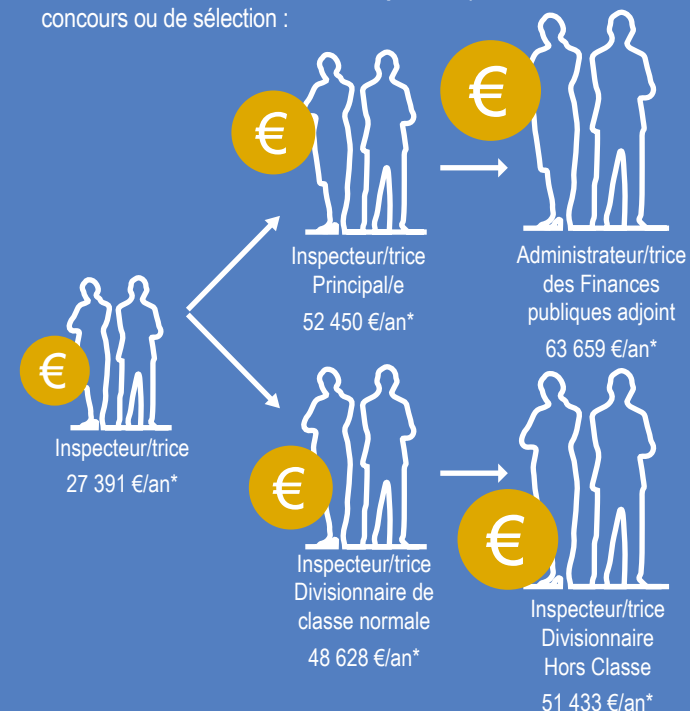 concours ou de sélection :
€
Inspecteur/trice
27 391 €/an*
€
Inspecteur/trice
Principal/e
52 450 €/an*
€
Administrateur/trice
des Finances
publiques adjoint
63 659 €/an*
€
Inspecteur/trice
Divisionnaire de
classe normale
48 628 €/an*
€
Inspecteur/trice
Divisionnaire
Hors Classe
51 433 €/an*